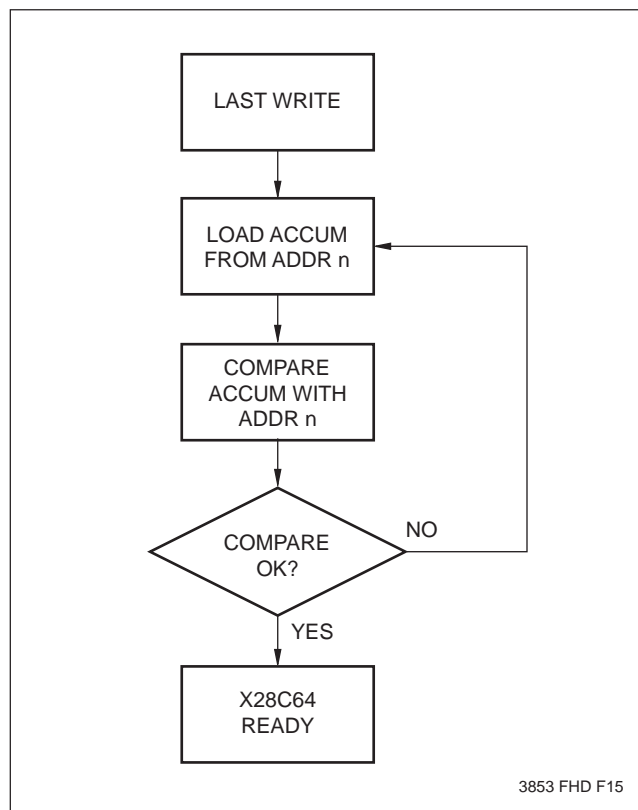 LAST WRITE
LOAD ACCUM
FROM ADDR n
COMPARE
ACCUM WITH
ADDR n
COMPARE
OK?
NO
YES
X28C64
READY
3853 FHD F15